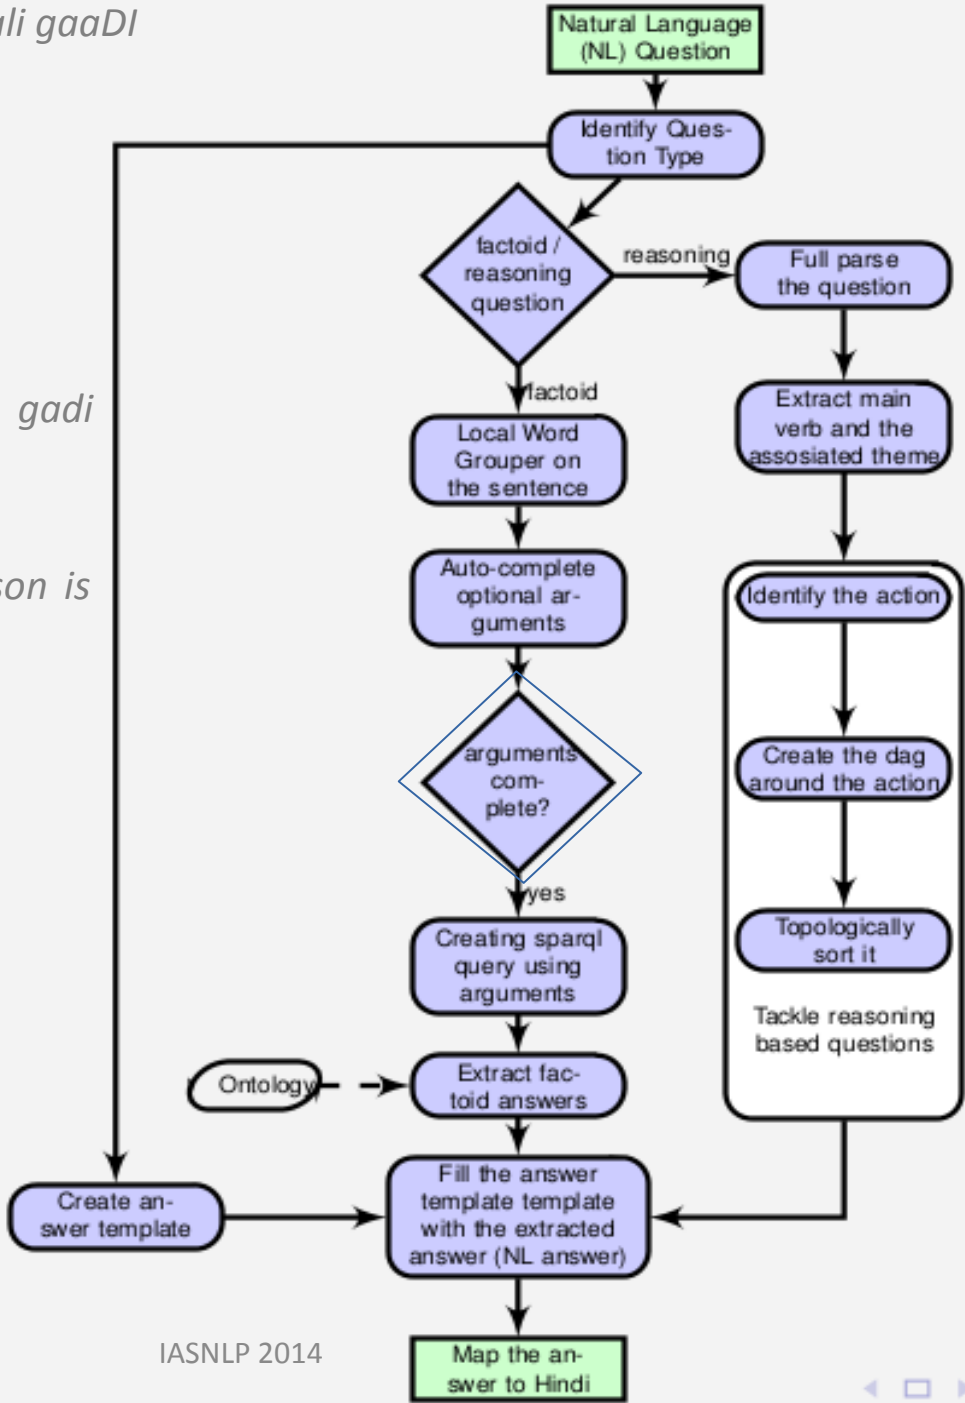 li gaaDI
Natural Language
(NL) Question
Identify Ques-
tion Type
factoid /
reasoning
question
reasoning
Full parse
the question
factoid
gadi
Extract main
verb and the
assosiated theme
Local Word
Grouper on
the sentence
Auto-complete
optional ar-
guments
son is
Identify the action
arguments
com-
plete?
Create the dag
around the action
yes
Creating sparql
query using
arguments
Topologically
sort it
Tackle reasoning
based questions
Ontology
Extract fac-
toid answers
Create an-
swer template
Fill the answer
template template
with the extracted
answer (NL answer)
IASNLP 2014
Map the an-
swer to Hindi